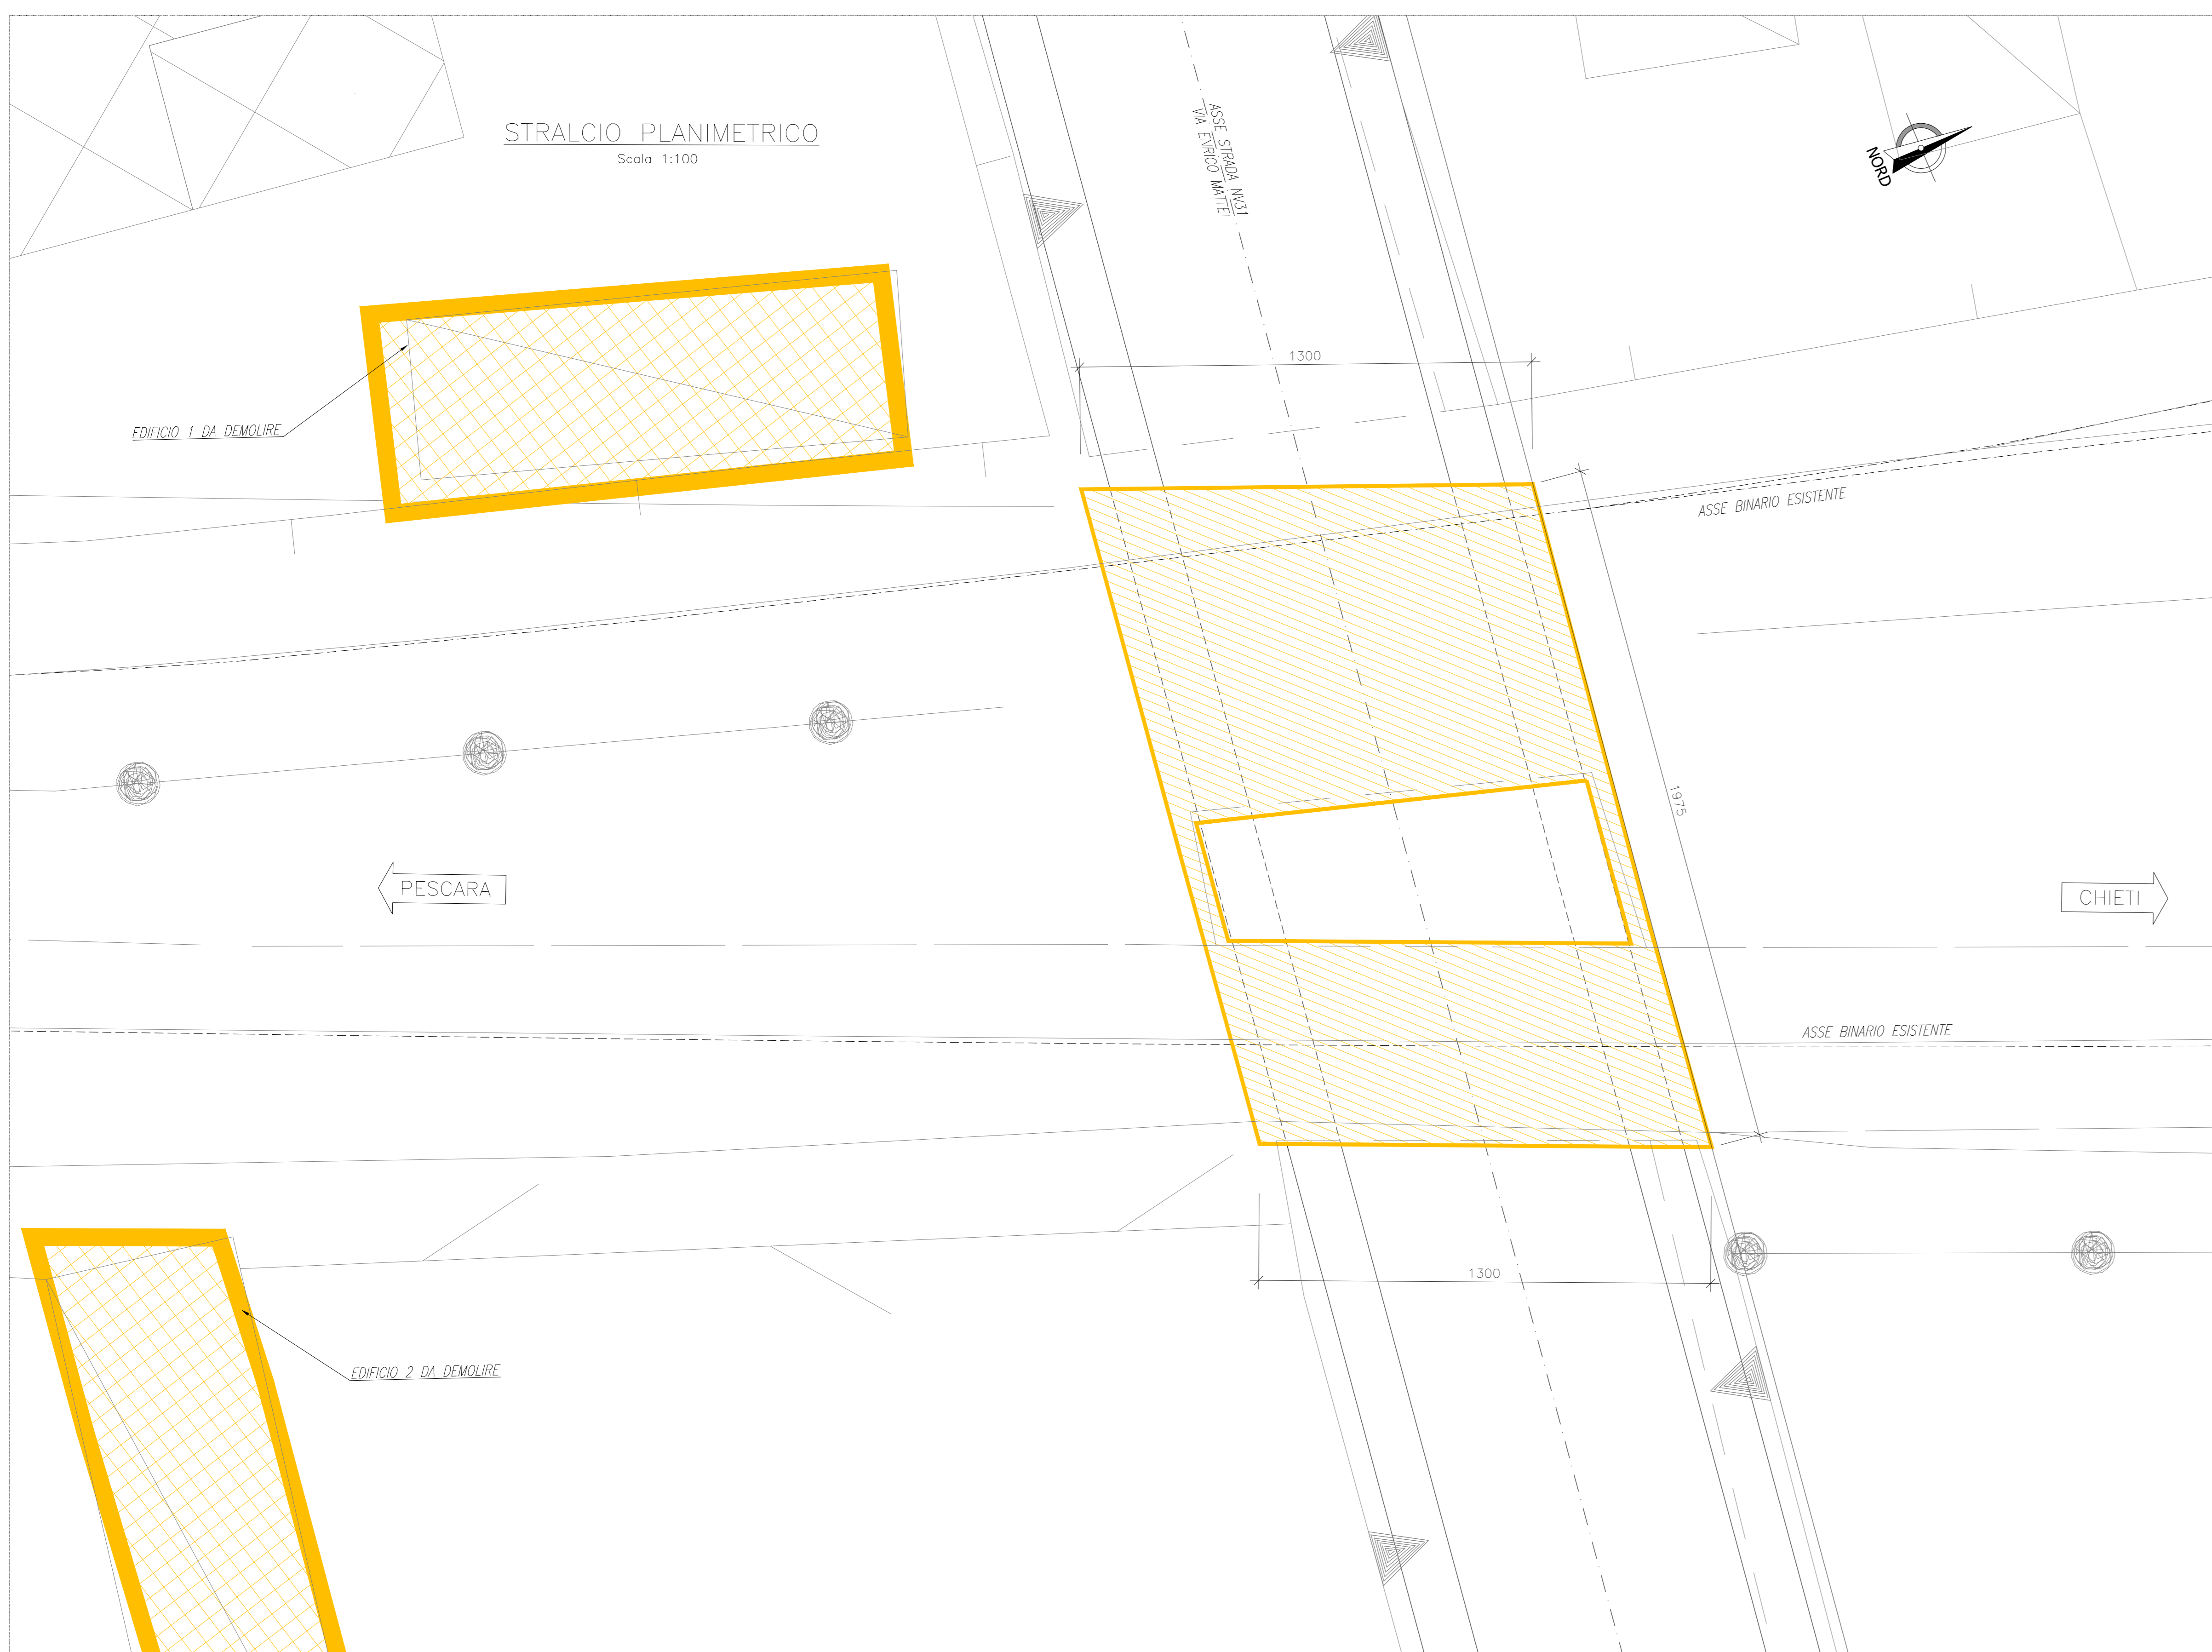 STRALCIO PLANIMETRICO
Scala 1:100
ASSE STRADA NV31
VIA ENRICO MATTEI
NORD
1300
EDIFICIO 1 DA DEMOLIRE
ASSE BINARIO ESISTENTE
1975
PESCARA
CHIETI
ASSE BINARIO ESISTENTE
1300
EDIFICIO 2 DA DEMOLIRE